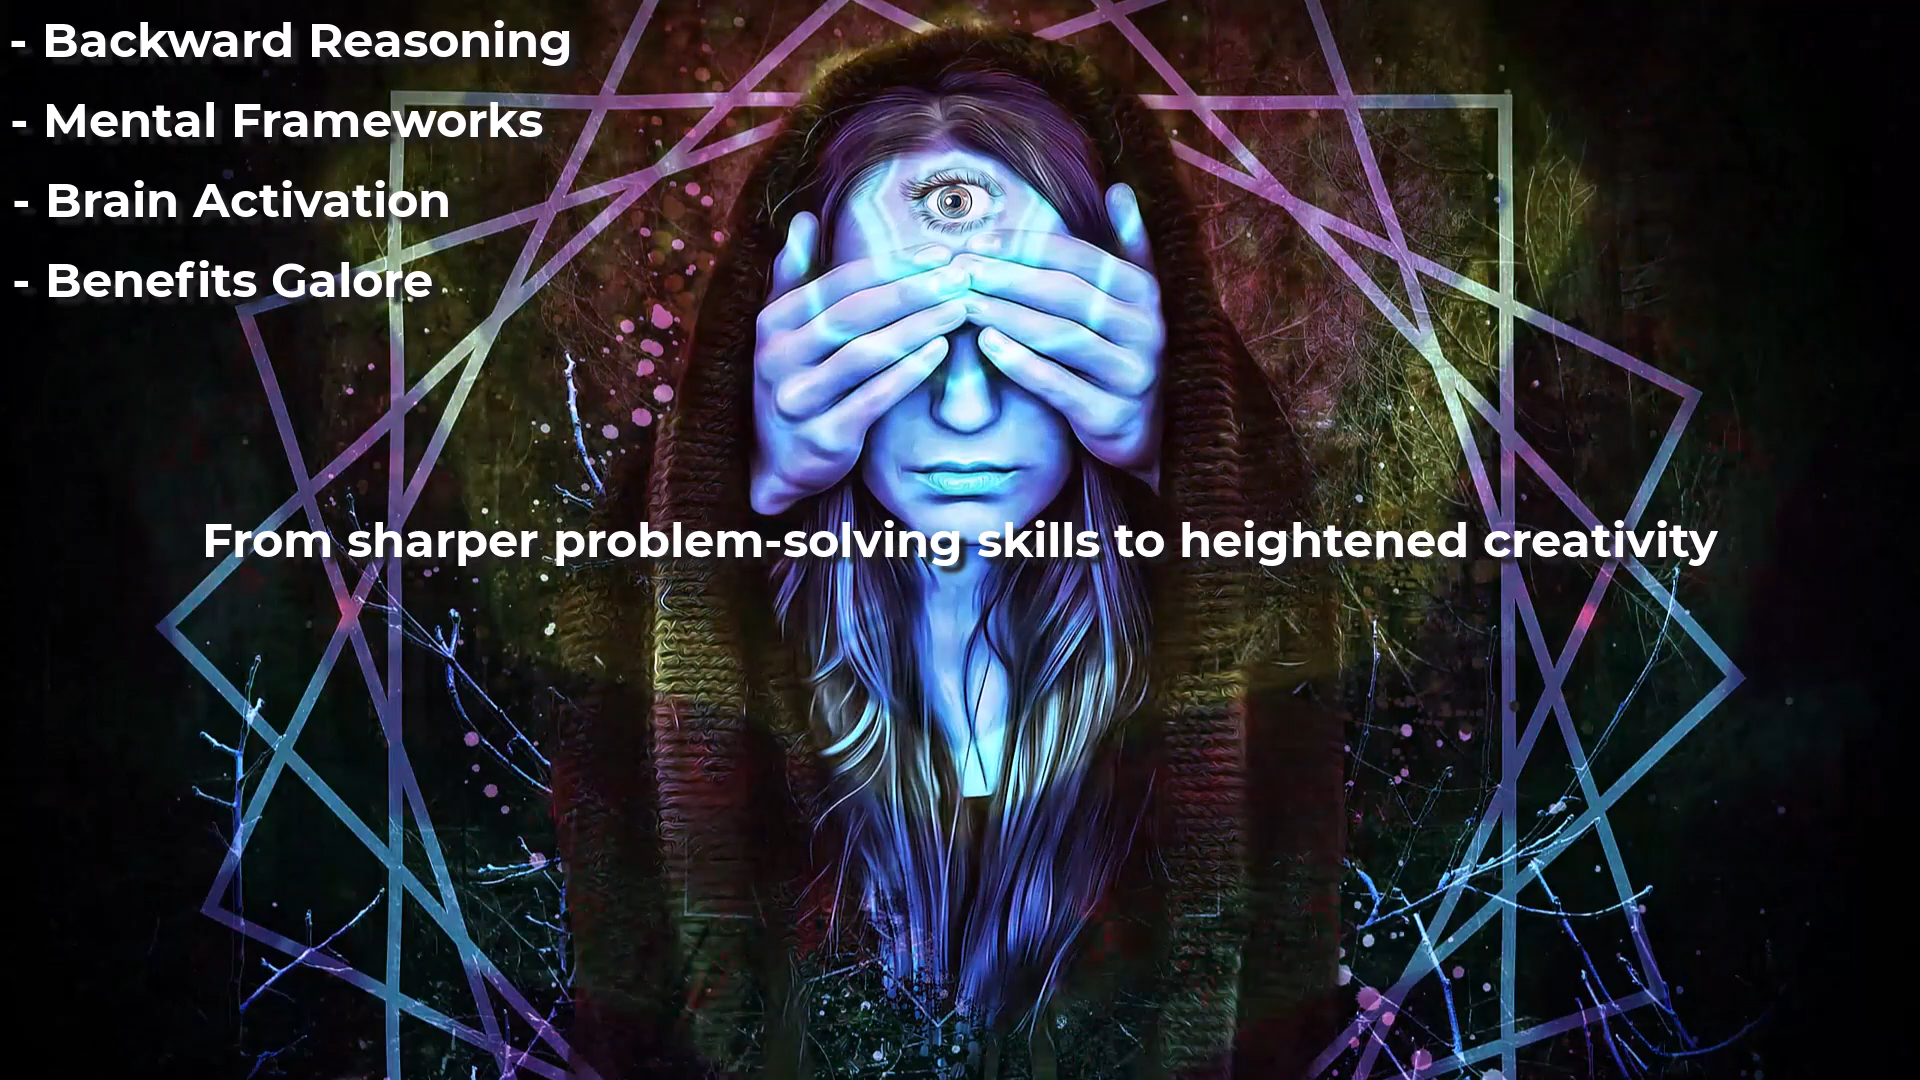 - Backward Reasoning
- Mental Frameworks
- Brain Activation
- Benefits Galore
From sharper problem-solving skills to heightened creativity